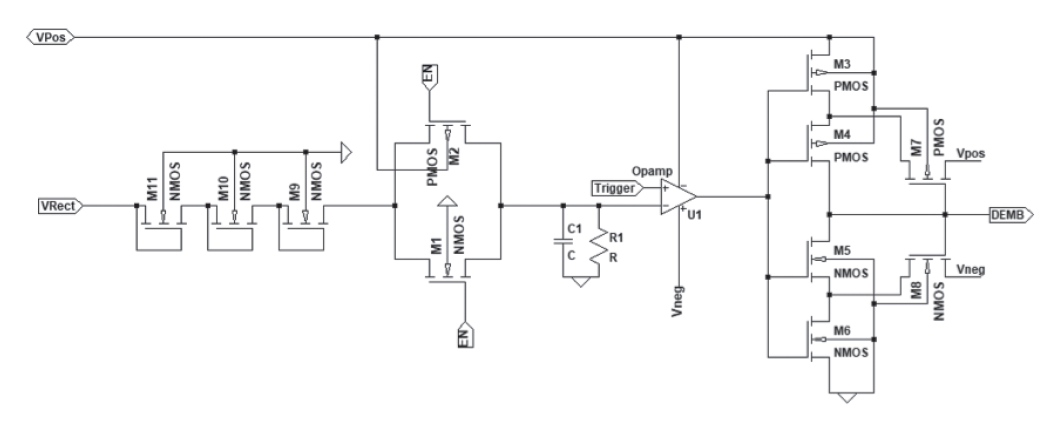 VPos
EN
M3
PMOS
M4
PMOS
M7
PMOS
Vpos
M2
PMOS
M11
NMOS
M10
NMOS
M9
NMOS
VRect
Opamp
Trigger
+
−
−
+
U1
DEMB
M1
NMOS
C1
C
R1
R
Vneg
M5
NMOS
M8
NMOS
Vneg
M6
NMOS
EN